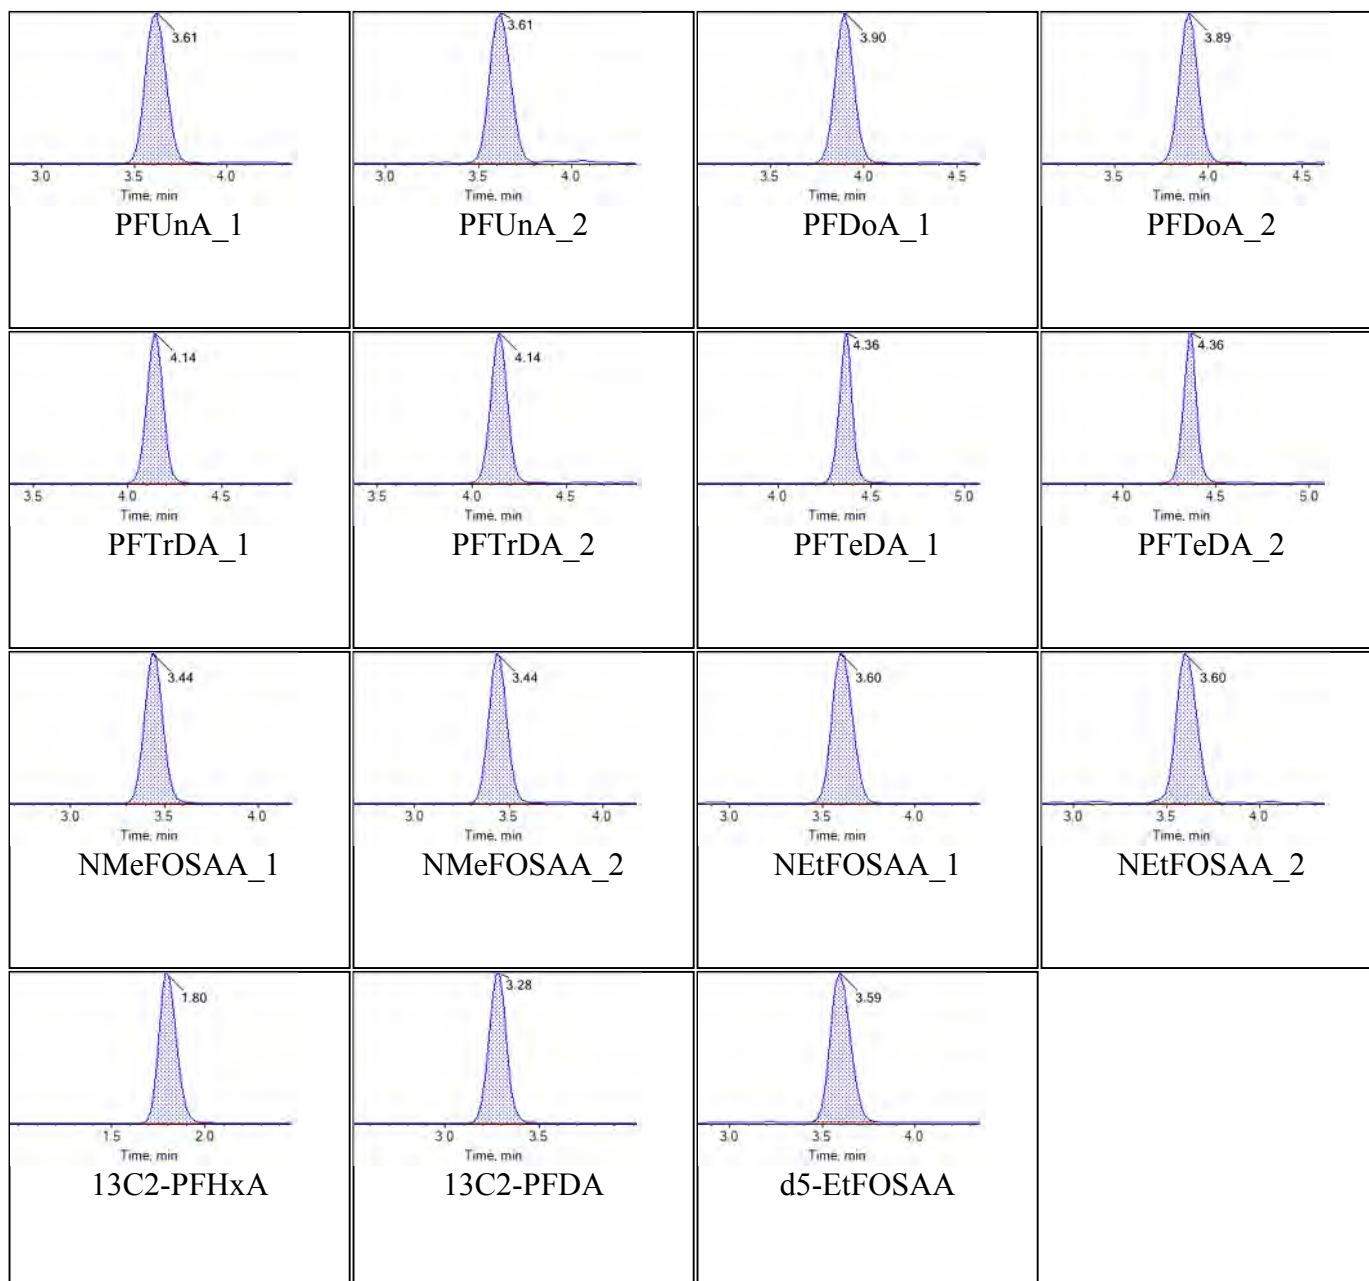 3.61
3.0 3.5 4.0
Time, min
PFUnA_1
3.61
3.0 3.5 4.0
Time, min
PFUnA_2
3.90
3.5 4.0 4.5
Time, min
PFDoA_1
3.89
3.5 4.0 4.5
Time, min
PFDoA_2
4.14
3.5 4.0 4.5
Time, min
PFTrDA_1
4.14
3.5 4.0 4.5
Time, min
PFTrDA_2
4.36
4.0 4.5 5.0
Time, min
PFTeDA_1
4.36
4.0 4.5 5.0
Time, min
PFTeDA_2
3.44
3.0 3.5 4.0
Time, min
NMeFOSAA_1
3.44
3.0 3.5 4.0
Time, min
NMeFOSAA_2
3.60
3.0 3.5 4.0
Time, min
NEtFOSAA_1
3.60
3.0 3.5 4.0
Time, min
NEtFOSAA_2
1.80
1.5 2.0
Time, min
13C2-PFHxA
3.28
3.0 3.5
Time, min
13C2-PFDA
3.59
3.0 3.5 4.0
Time, min
d5-EtFOSAA